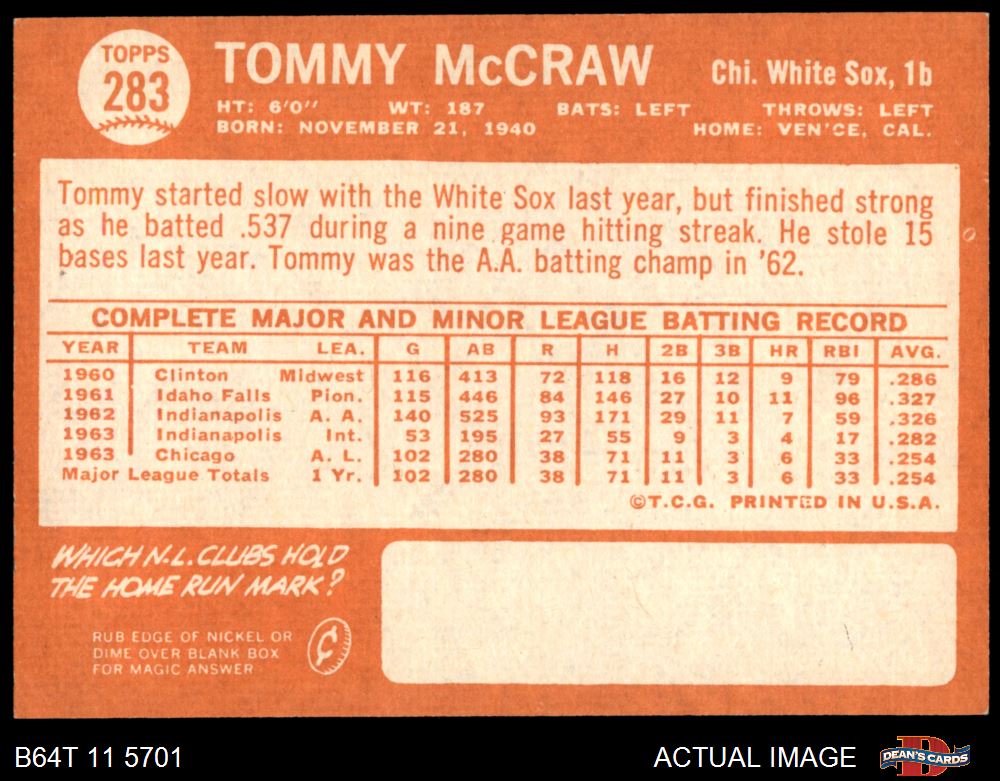 TOPPS
283
TOMMY McCRAW
Chi. White Sox, 1b
HT: 6'0" WT: 187 BATS: LEFT THROWS: LEFT
BORN: NOVEMBER 21, 1940 HOME: VEN'CE, CAL.
Tommy started slow with the White Sox last year, but finished strong
as he batted .537 during a nine game hitting streak. He stole 15
bases last year. Tommy was the A.A. batting champ in '62.
COMPLETE MAJOR AND MINOR LEAGUE BATTING RECORD
YEAR TEAM LEA. G AB R H 2B 3B HR RBI AVG.
1960 Clinton Midwest 116 413 72 118 16 12 9 79 .286
1961 Idaho Falls Pion. 115 446 84 146 27 10 11 96 .327
1962 Indianapolis A. A. 140 525 93 171 29 11 7 59 .326
1963 Indianapolis Int. 53 195 27 55 9 3 4 17 .282
1963 Chicago A. L. 102 280 38 71 11 3 6 33 .254
Major League Totals 1 Yr. 102 280 38 71 11 3 6 33 .254
©T.C.G. PRINTED IN U.S.A.
WHICH N.L. CLUBS HOLD
THE HOME RUN MARK?
RUB EDGE OF NICKEL OR
DIME OVER BLANK BOX
FOR MAGIC ANSWER
B64T 11 5701
ACTUAL IMAGE
DEAN'S CARDS